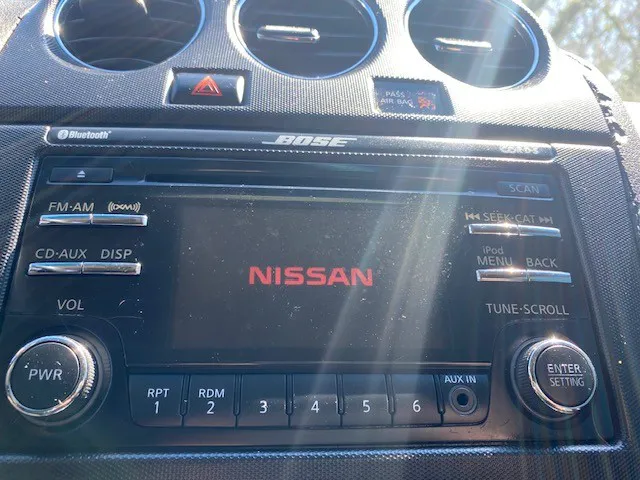 PASS
AIR BAG
Bluetooth®
BOSE
SCAN
FM·AM (((XM)))
SEEK·CAT
CD·AUX DISP
iPod
MENU BACK
NISSAN
VOL
TUNE·SCROLL
PWR
ENTER
SETTING
RPT
1
RDM
2
3
4
5
6
AUX IN